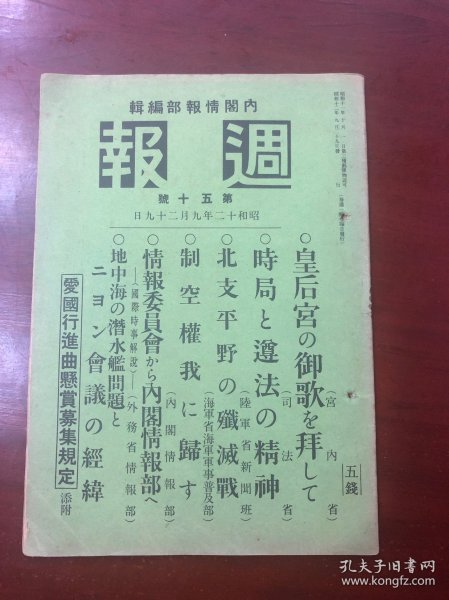 輯編部報情閣内
報週
號十五第
日九十二月九年二十和昭
○皇后宮の御歌を拜して
(宮内省)
○時局と遵法の精神
(司法省)
○北支平野の殲滅戰
(陸軍省新聞班)
制空權我に歸す
(海軍省海軍軍事普及部)
○情報委員會から内閣情報部へ
(内閣情報部)
○地中海の潜水艦問題と
ニヨン會議の經緯
―(國際時事解說)―(外務省情報部)
愛國行進曲懸賞募集規定
添附
五錢
孔夫子旧书网
www.kongfz.com